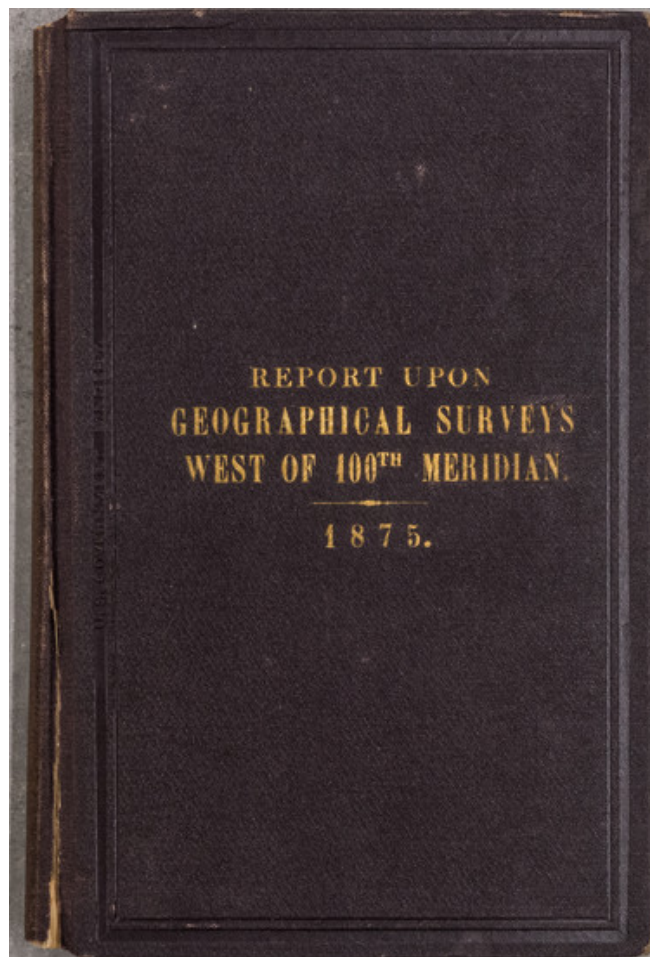 REPORT UPON
GEOGRAPHICAL SURVEYS
WEST OF 100TH MERIDIAN.
1875.